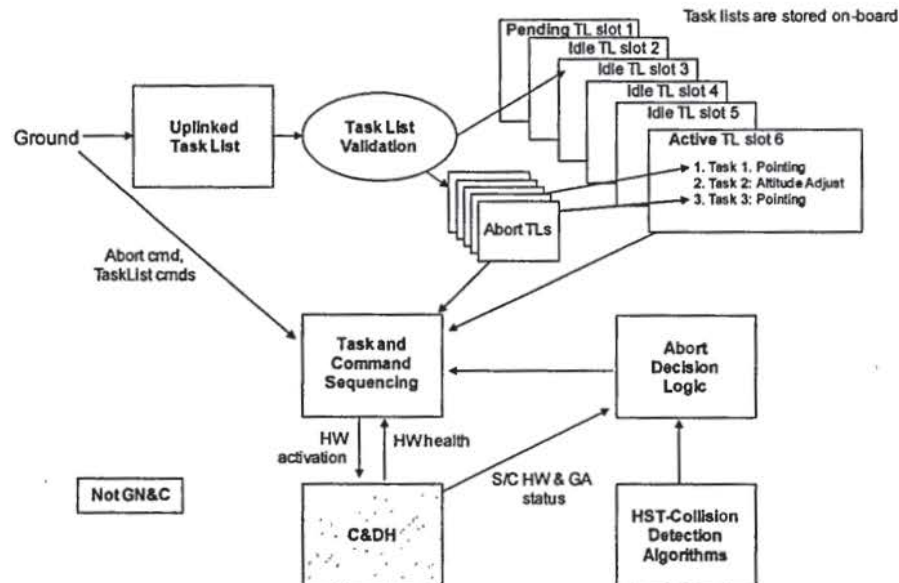 Task lists are stored on-board
Pending TL slot 1
Idle TL slot 2
Idle TL slot 3
Idle TL slot 4
Idle TL slot 5
Active TL slot 6
1. Task 1. Pointing
2. Task 2: Altitude Adjust
3. Task 3: Pointing
Ground
Uplinked
Task List
Task List
Validation
Abort TLs
Abort cmd,
TaskList cmds
Task and
Command
Sequencing
Abort
Decision
Logic
HW
activation
HW health
S/C HW & GA
status
Not GN&C
C&DH
HST-Collision
Detection
Algorithms